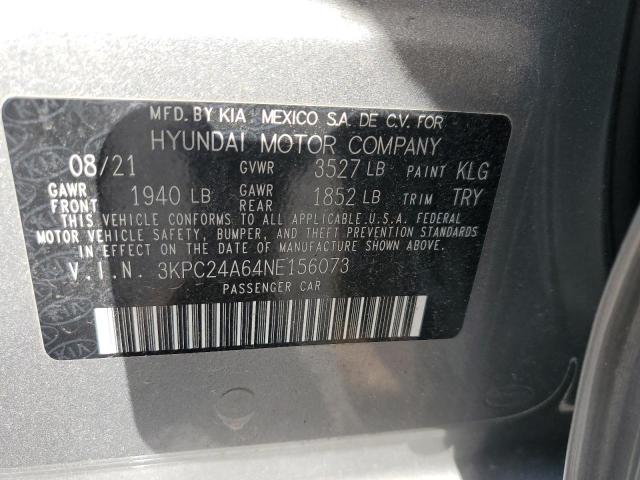 MFD. BY KIA MEXICO S.A. DE C.V. FOR
HYUNDAI MOTOR COMPANY
08/21 GVWR 3527 LB PAINT KLG
GAWR FRONT 1940 LB GAWR REAR 1852 LB TRIM TRY
THIS VEHICLE CONFORMS TO ALL APPLICABLE.U.S.A. FEDERAL
MOTOR VEHICLE SAFETY, BUMPER, AND THEFT PREVENTION STANDARDS
IN EFFECT ON THE DATE OF MANUFACTURE SHOWN ABOVE.
V.I.N. 3KPC24A64NE156073
PASSENGER CAR